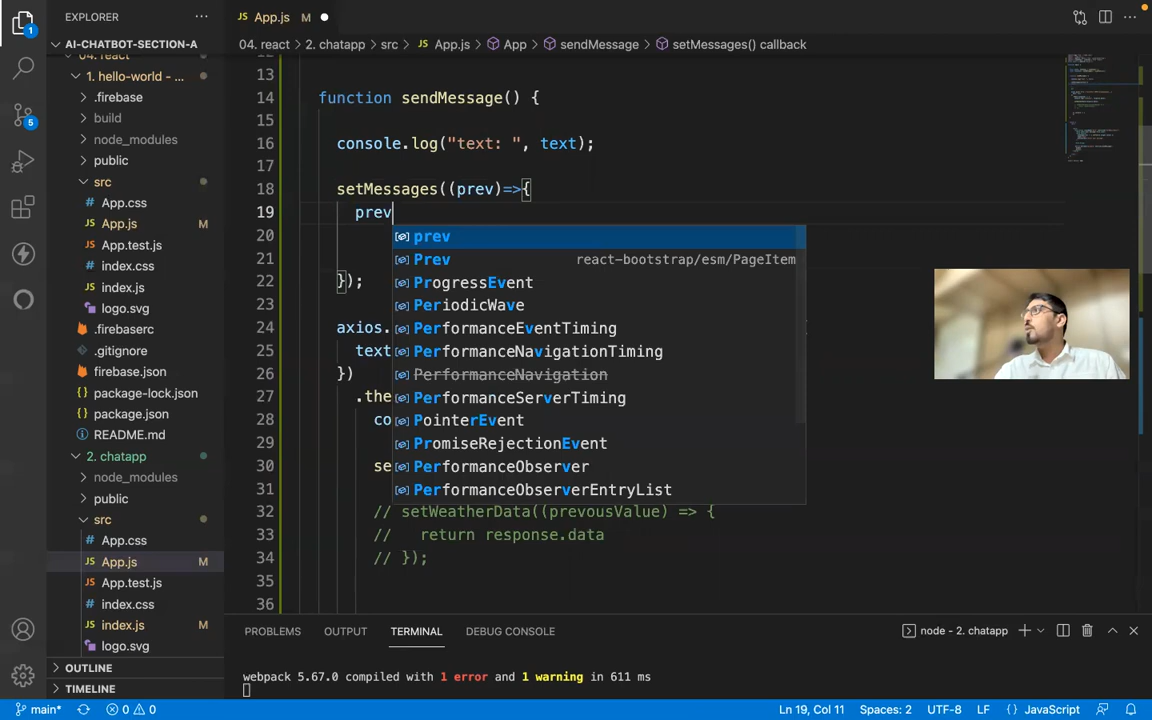 EXPLORER
App.js M
AI-CHATBOT-SECTION-A
04. react > 2. chatapp > src > App.js > App > sendMessage > setMessages() callback
04. react
1. hello-world - ...
.firebase
build
node_modules
public
src
App.css
App.js M
App.test.js
index.css
index.js
logo.svg
.firebaserc
.gitignore
firebase.json
package-lock.json
package.json
README.md
2. chatapp
node_modules
public
src
App.css
App.js M
App.test.js
index.css
index.js M
logo.svg
OUTLINE
TIMELINE
1
5
13
14 function sendMessage() {
15
16 console.log("text: ", text);
17
18 setMessages((prev)=>{
19 prev
20
21
22 });
23
24 axios.
25 text
26 })
27 .the
28 co
29
30 se
31
32 // setWeatherData((prevousValue) => {
33 // return response.data
34 // });
35
36
prev
Prev react-bootstrap/esm/PageItem
ProgressEvent
PeriodicWave
PerformanceEventTiming
PerformanceNavigationTiming
PerformanceNavigation
PerformanceServerTiming
PointerEvent
PromiseRejectionEvent
PerformanceObserver
PerformanceObserverEntryList
PROBLEMS OUTPUT TERMINAL DEBUG CONSOLE
node - 2. chatapp
webpack 5.67.0 compiled with 1 error and 1 warning in 611 ms
main* 0 0 Ln 19, Col 11 Spaces: 2 UTF-8 LF {} JavaScript